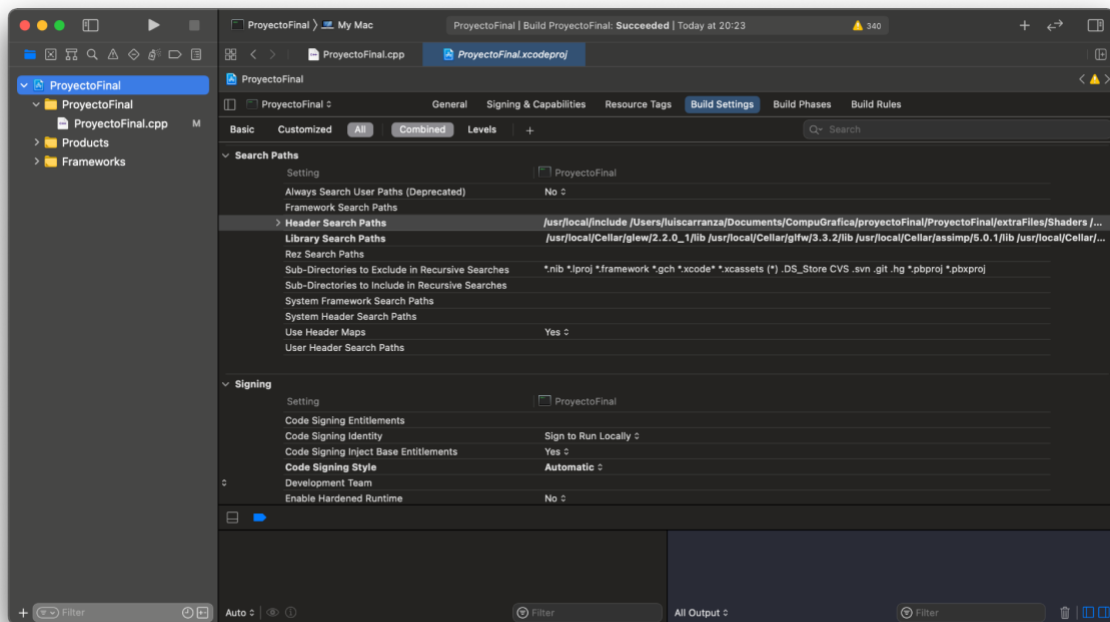 ProyectoFinal My Mac
ProyectoFinal | Build ProyectoFinal: Succeeded | Today at 20:23
340
ProyectoFinal.cpp
ProyectoFinal.xcodeproj
ProyectoFinal
ProyectoFinal
ProyectoFinal
ProyectoFinal.cpp M
Products
Frameworks
ProyectoFinal General Signing & Capabilities Resource Tags Build Settings Build Phases Build Rules
Basic Customized All Combined Levels + Search
Search Paths
Setting ProyectoFinal
Always Search User Paths (Deprecated) No
Framework Search Paths
Header Search Paths /usr/local/include /Users/luiscarranza/Documents/CompuGrafica/proyectoFinal/ProyectoFinal/extraFiles/Shaders /...
Library Search Paths /usr/local/Cellar/glew/2.2.0_1/lib /usr/local/Cellar/glfw/3.3.2/lib /usr/local/Cellar/assimp/5.0.1/lib /usr/local/Cellar/...
Rez Search Paths
Sub-Directories to Exclude in Recursive Searches *.nib *.lproj *.framework *.gch *.xcode* *.xcassets (*) .DS_Store CVS .svn .git .hg *.pbproj *.pbxproj
Sub-Directories to Include in Recursive Searches
System Framework Search Paths
System Header Search Paths
Use Header Maps Yes
User Header Search Paths
Signing
Setting ProyectoFinal
Code Signing Entitlements
Code Signing Identity Sign to Run Locally
Code Signing Inject Base Entitlements Yes
Code Signing Style Automatic
Development Team
Enable Hardened Runtime No
Filter
Auto
Filter
All Output
Filter